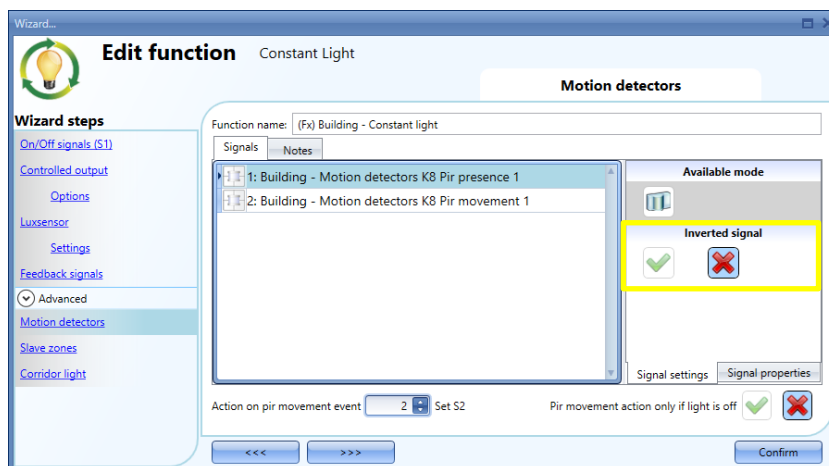 Wizard...
Edit function Constant Light
Motion detectors
Wizard steps
On/Off signals (S1)
Controlled output
Options
Luxsensor
Settings
Feedback signals
Advanced
Motion detectors
Slave zones
Corridor light
Function name: (Fx) Building - Constant light
Signals Notes
1: Building - Motion detectors K8 Pir presence 1
2: Building - Motion detectors K8 Pir movement 1
Available mode
Inverted signal
Signal settings Signal properties
Action on pir movement event 2 Set S2 Pir movement action only if light is off
<<< >>> Confirm